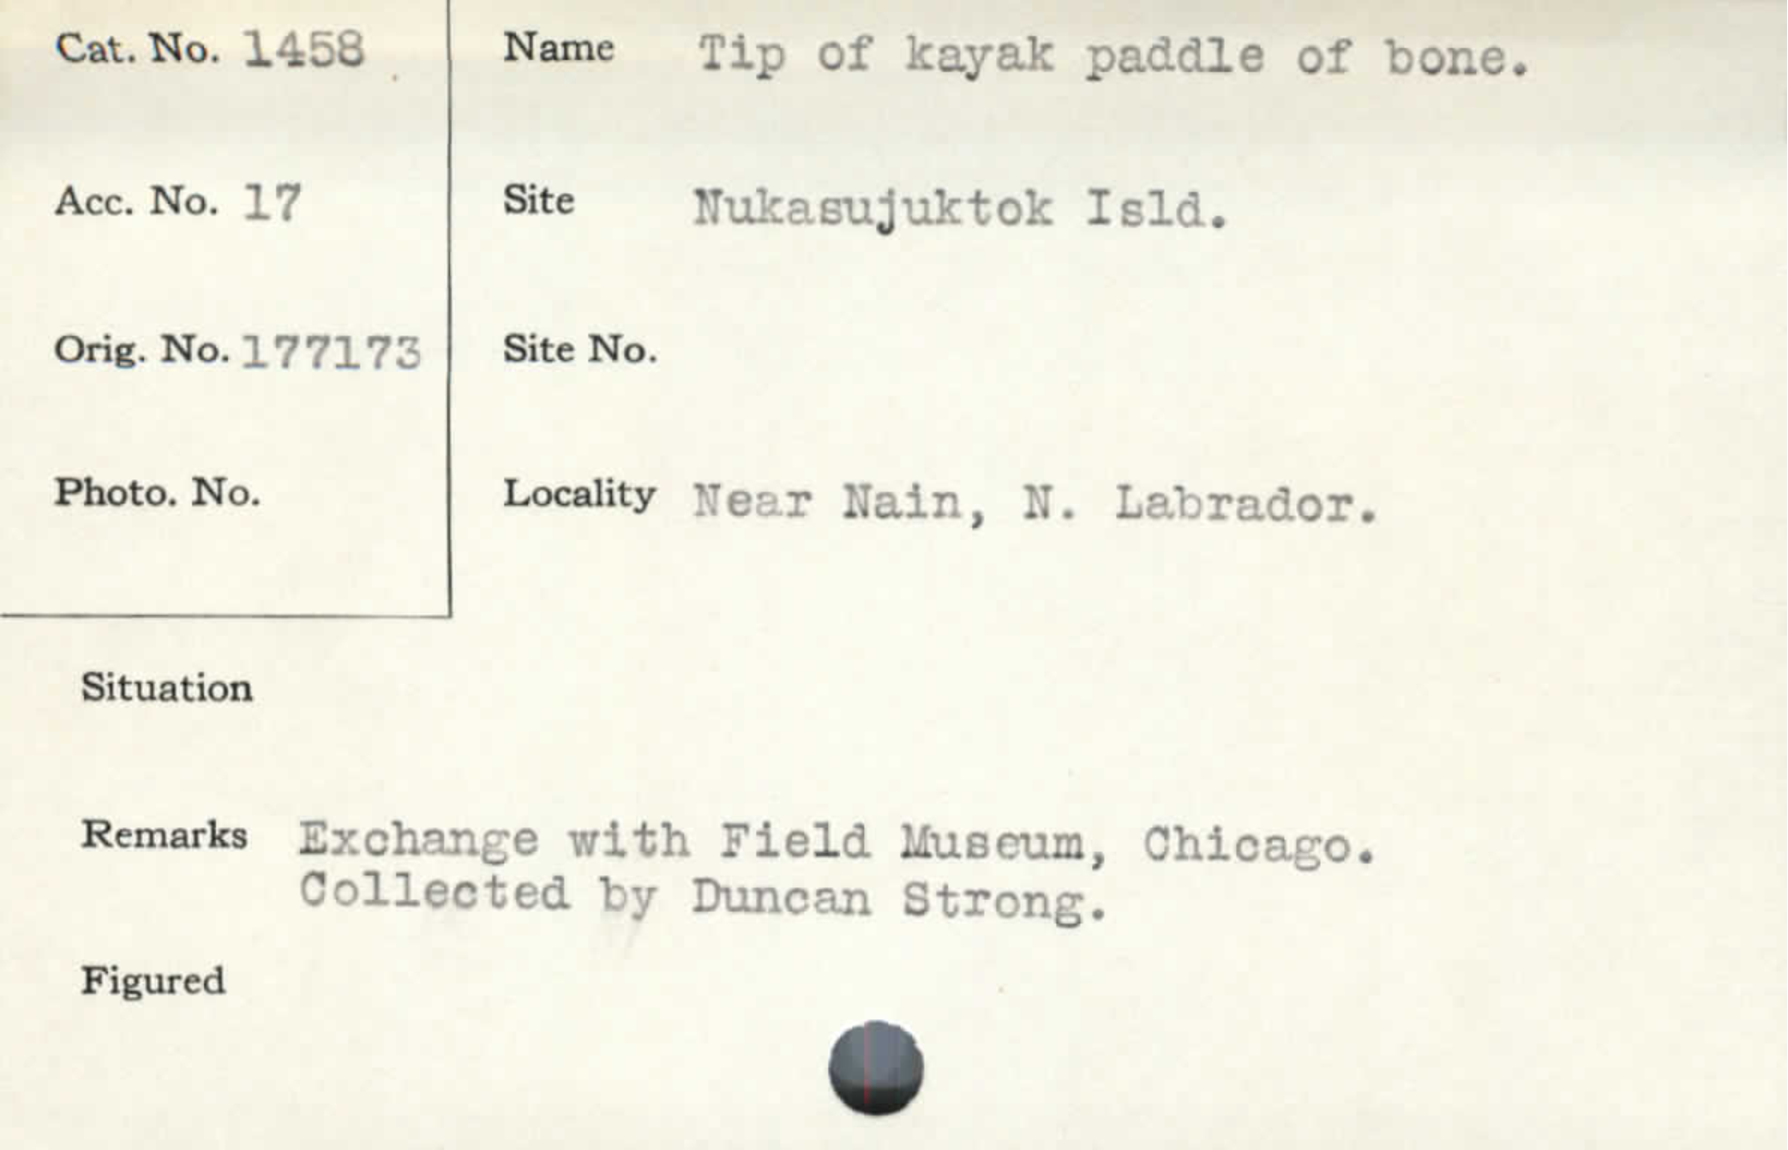 Cat. No. 1458
Name Tip of kayak paddle of bone.
Acc. No. 17
Site Nukasujuktok Isld.
Orig. No. 177173
Site No.
Photo. No.
Locality Near Nain, N. Labrador.
Situation
Remarks Exchange with Field Museum, Chicago.
Collected by Duncan Strong.
Figured